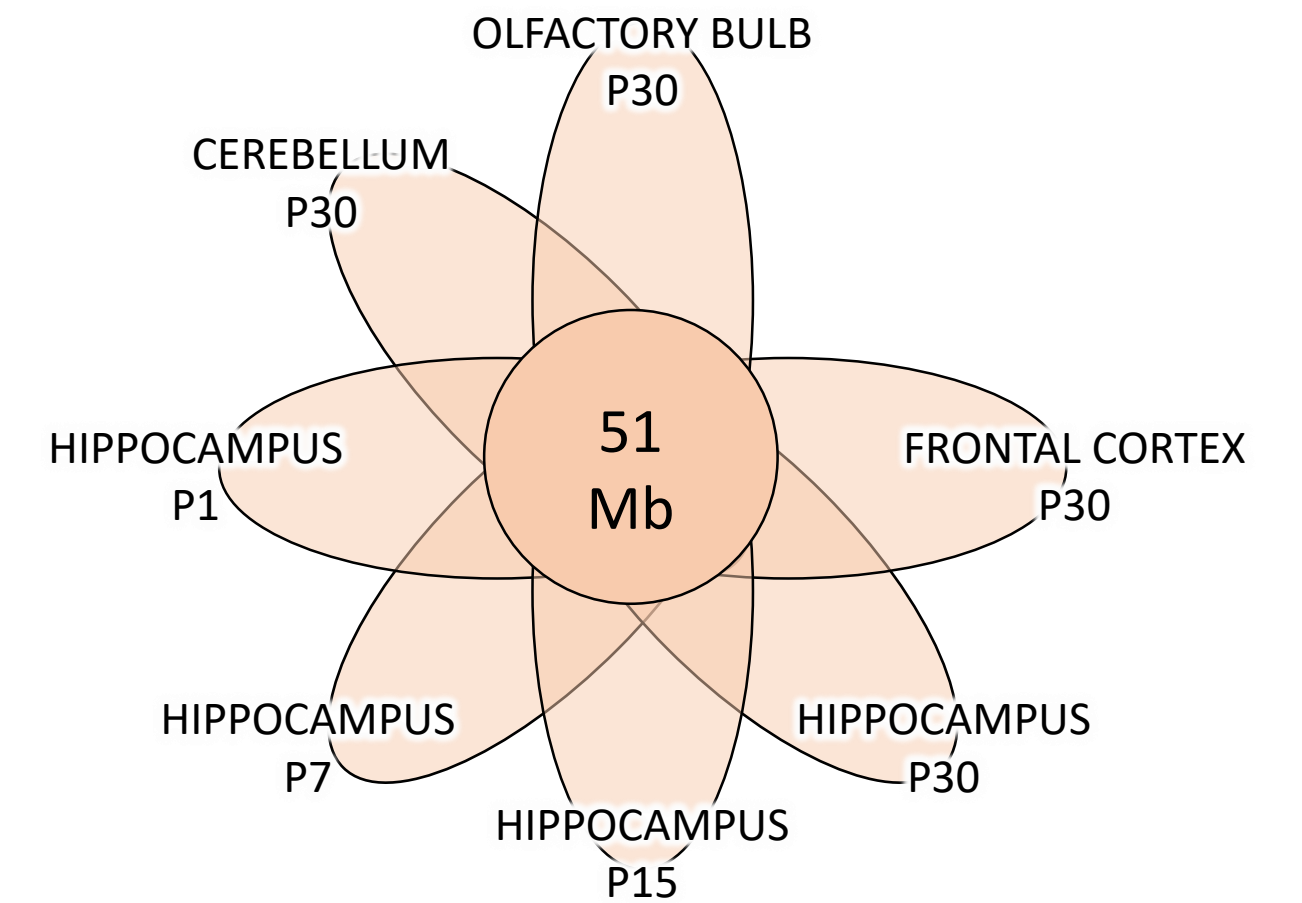 OLFACTORY BULB
P30
CEREBELLUM
P30
HIPPOCAMPUS
P1
51
Mb
FRONTAL CORTEX
P30
HIPPOCAMPUS
P7
HIPPOCAMPUS
P30
HIPPOCAMPUS
P15